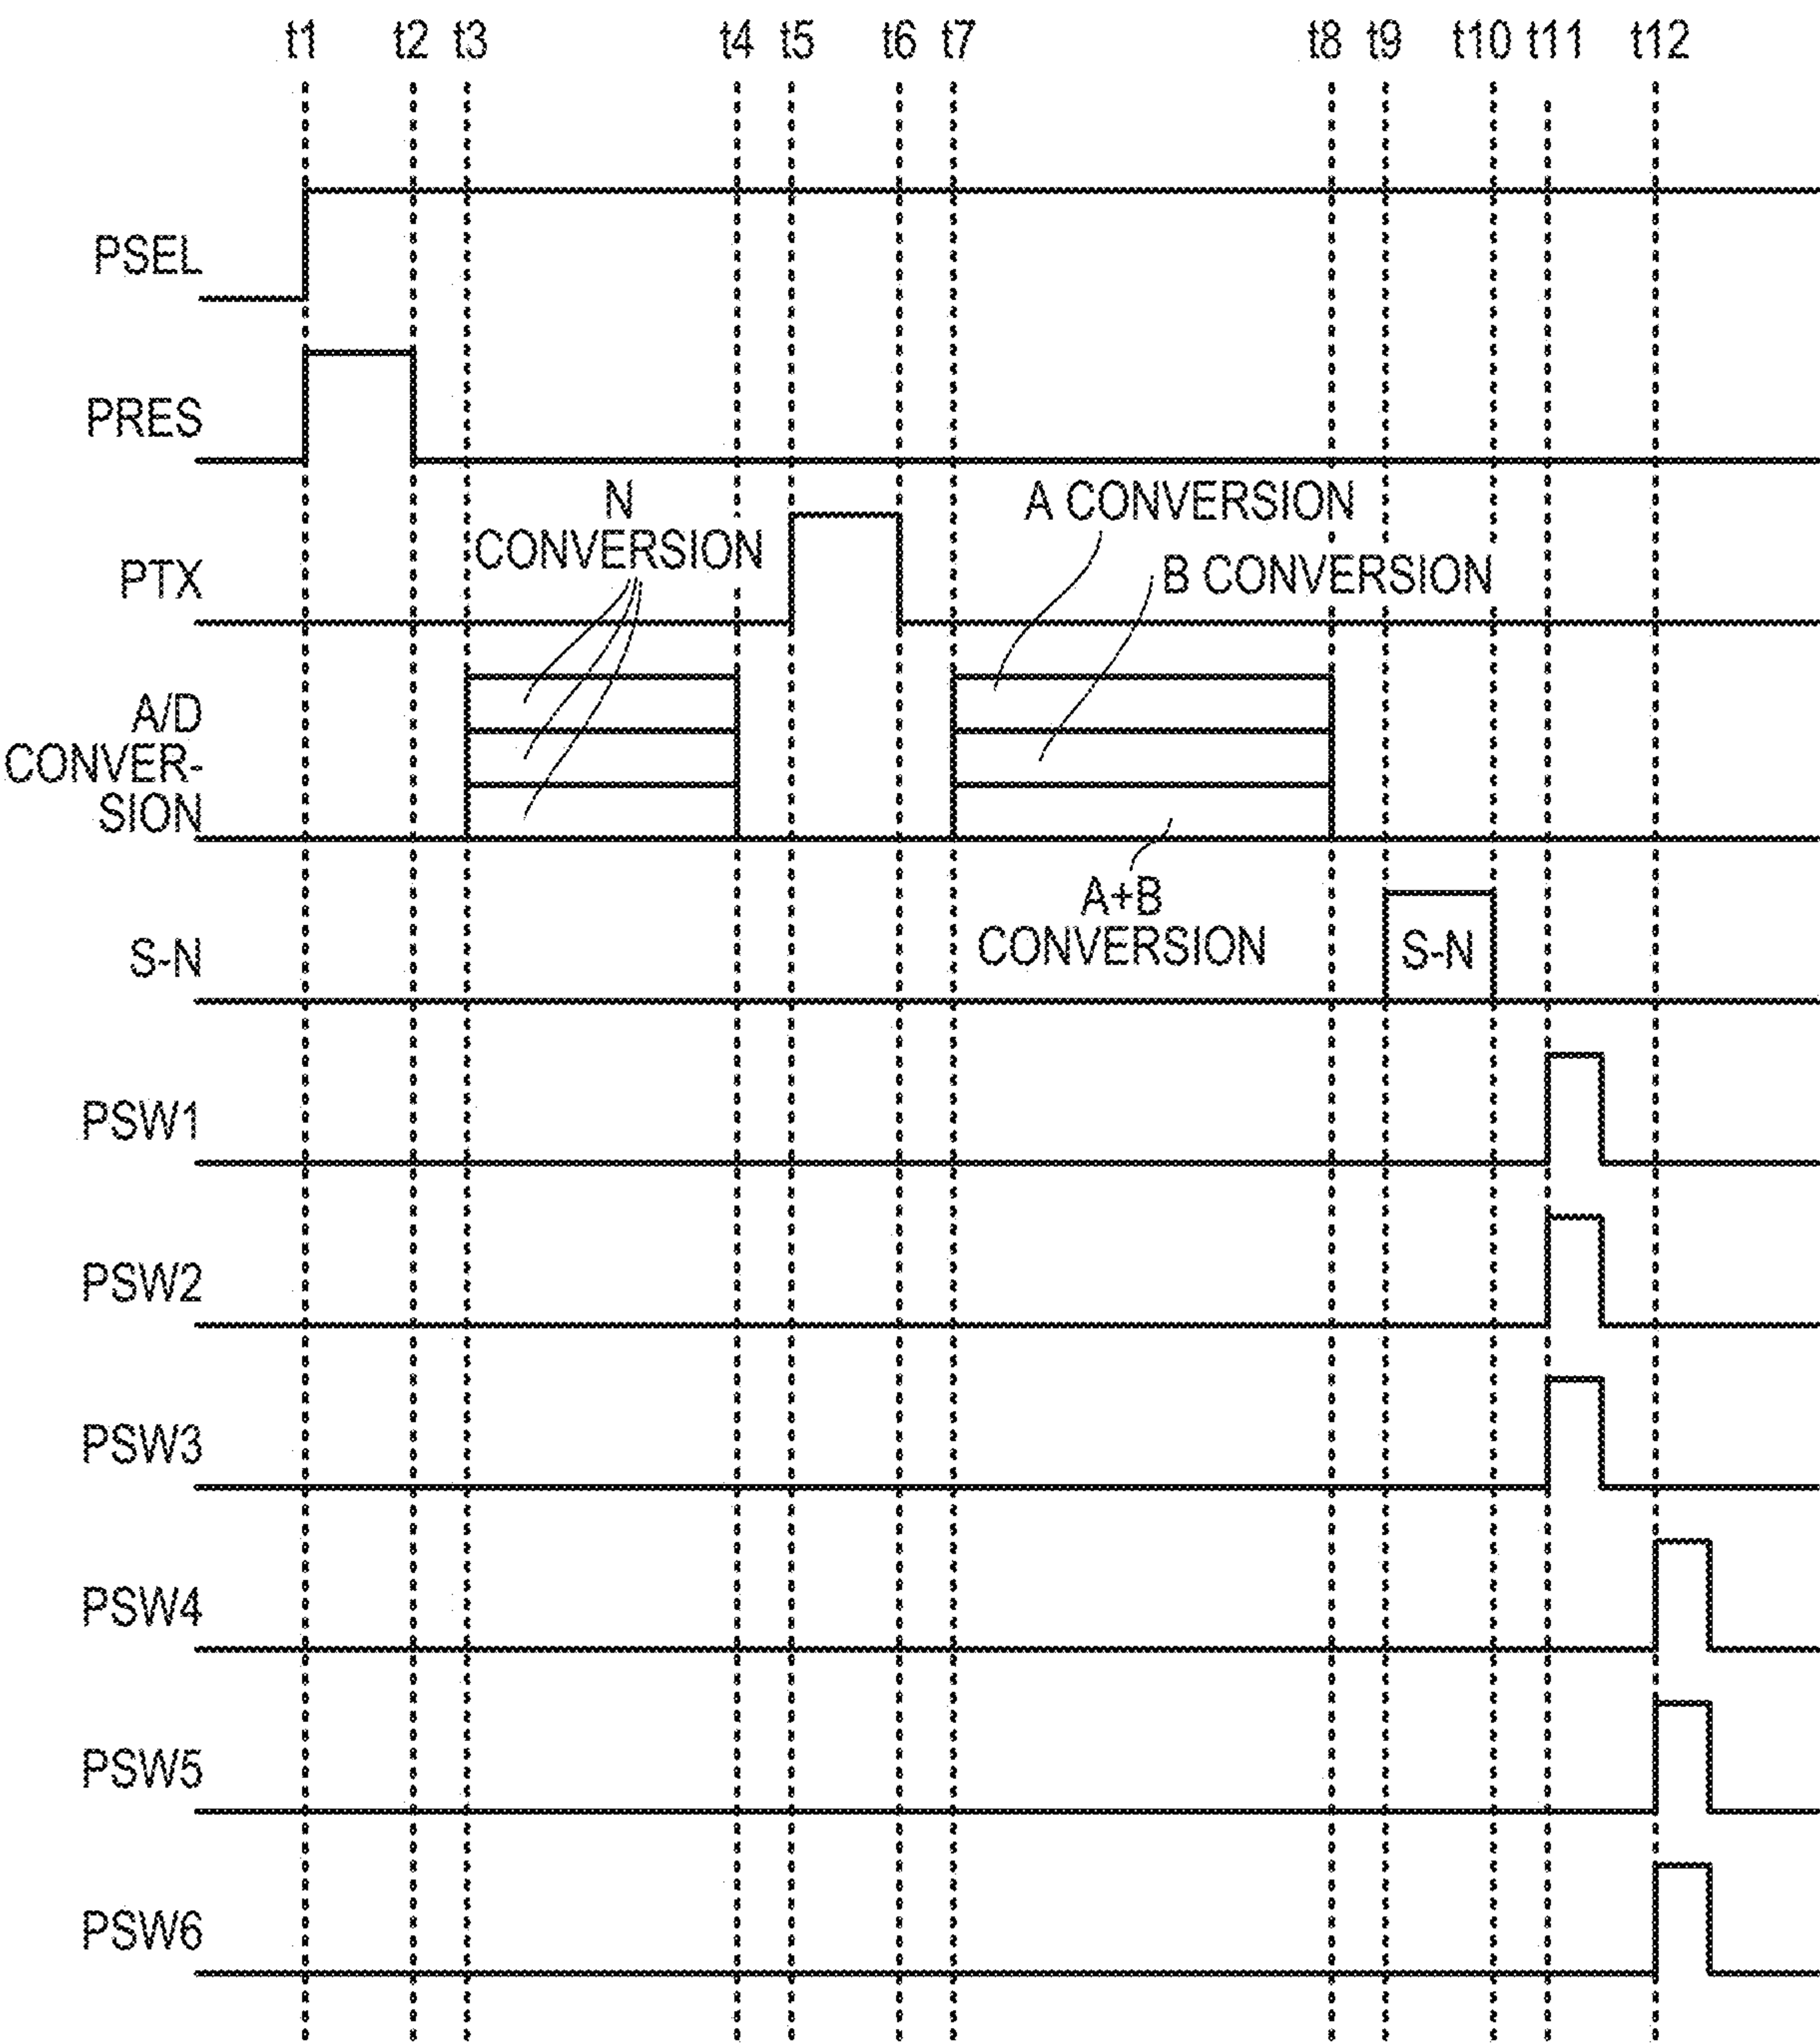 t1 t2 t3 t4 t5 t6 t7 t8 t9 t10 t11 t12
PSEL
PRES
N
CONVERSION
A CONVERSION
B CONVERSION
PTX
A/D
CONVER-
SION
A+B
CONVERSION
S-N
S-N
PSW1
PSW2
PSW3
PSW4
PSW5
PSW6